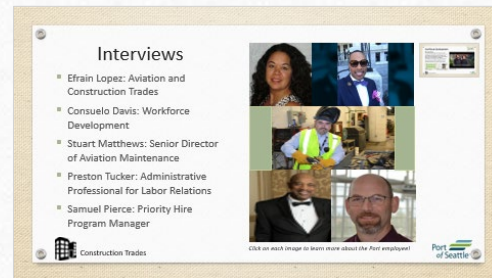 Interviews
Efrain Lopez: Aviation and
Construction Trades
Consuelo Davis: Workforce
Development
Stuart Matthews: Senior Director
of Aviation Maintenance
Preston Tucker: Administrative
Professional for Labor Relations
Samuel Pierce: Priority Hire
Program Manager
Construction Trades
Click on each image to learn more about the Port employee!
Port
of Seattle